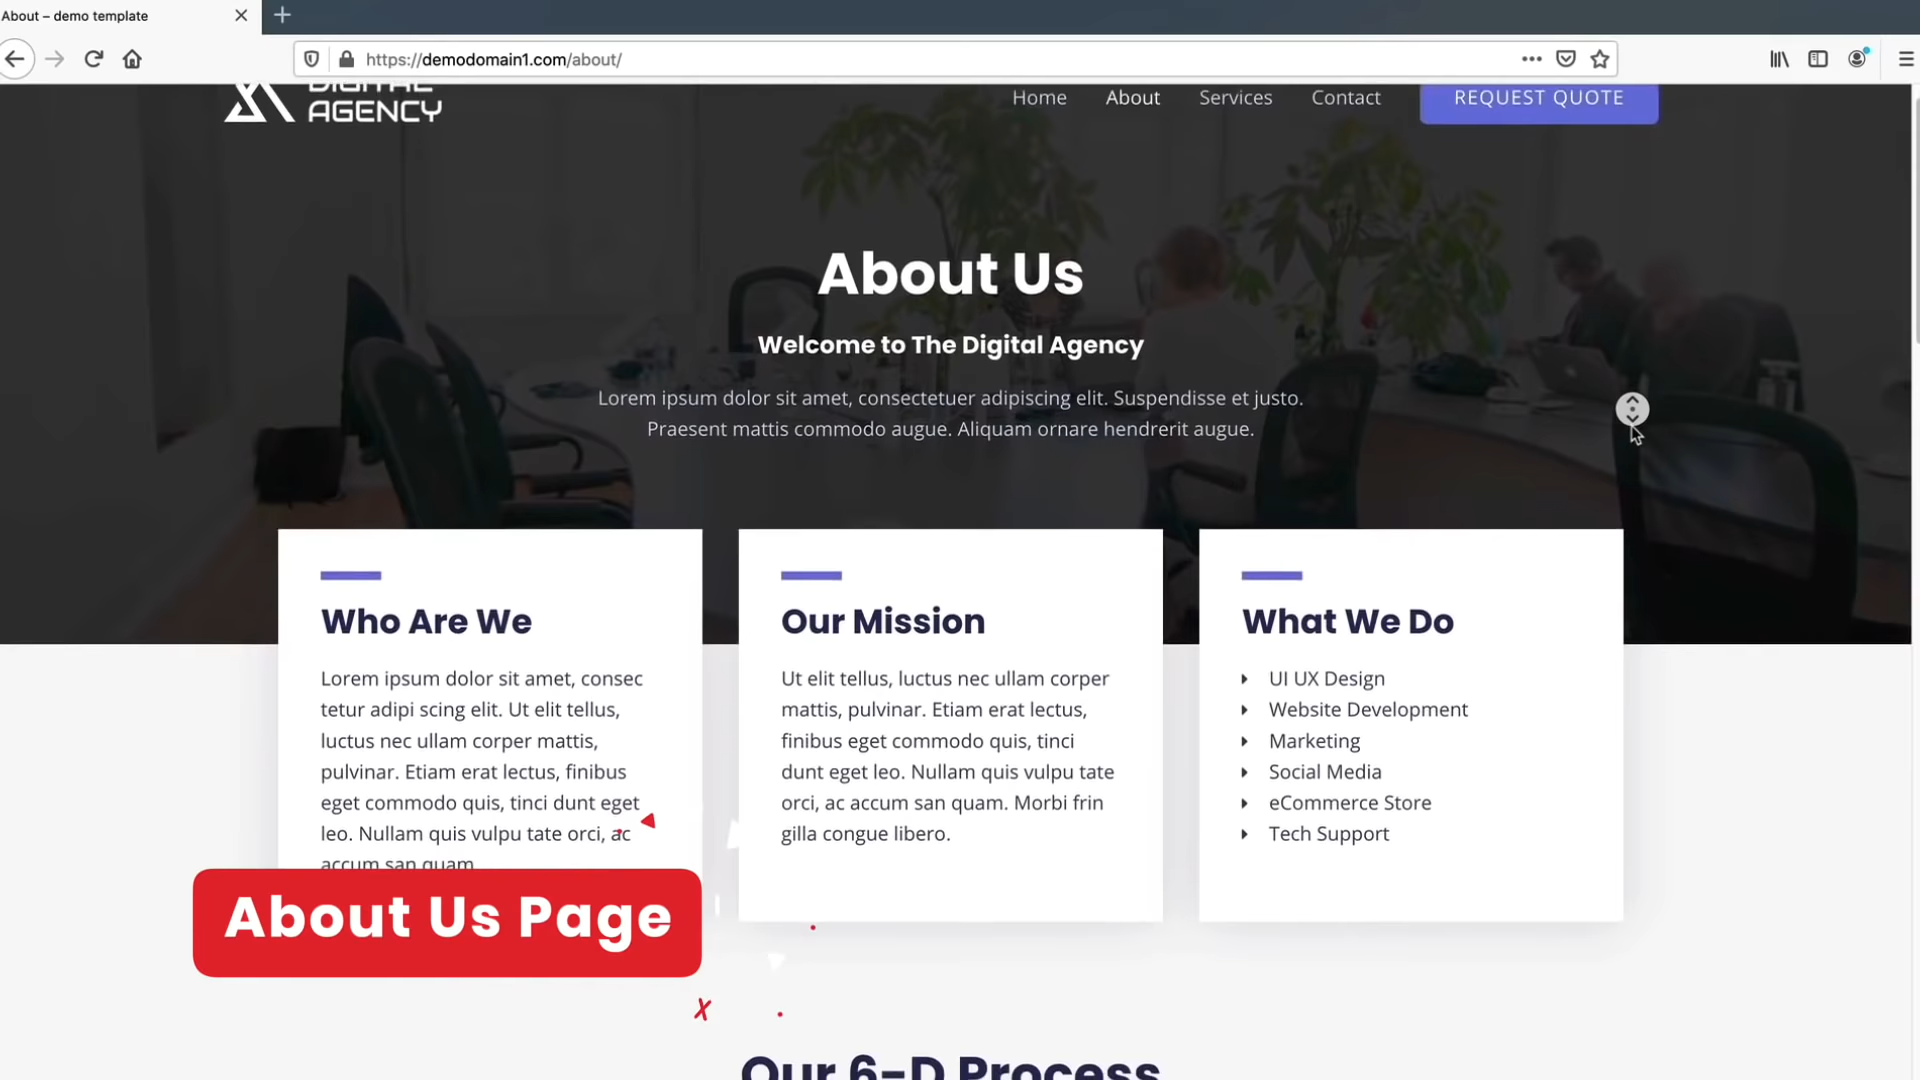 About – demo template
https://demodomain1.com/about/
DIGITAL
AGENCY
Home
About
Services
Contact
REQUEST QUOTE
About Us
Welcome to The Digital Agency
Lorem ipsum dolor sit amet, consectetuer adipiscing elit. Suspendisse et justo.
Praesent mattis commodo augue. Aliquam ornare hendrerit augue.
Who Are We
Lorem ipsum dolor sit amet, consec
tetur adipi scing elit. Ut elit tellus,
luctus nec ullam corper mattis,
pulvinar. Etiam erat lectus, finibus
eget commodo quis, tinci dunt eget
leo. Nullam quis vulpu tate orci, ac
accum san quam
Our Mission
Ut elit tellus, luctus nec ullam corper
mattis, pulvinar. Etiam erat lectus,
finibus eget commodo quis, tinci
dunt eget leo. Nullam quis vulpu tate
orci, ac accum san quam. Morbi frin
gilla congue libero.
What We Do
UI UX Design
Website Development
Marketing
Social Media
eCommerce Store
Tech Support
About Us Page
Our 6-D Process